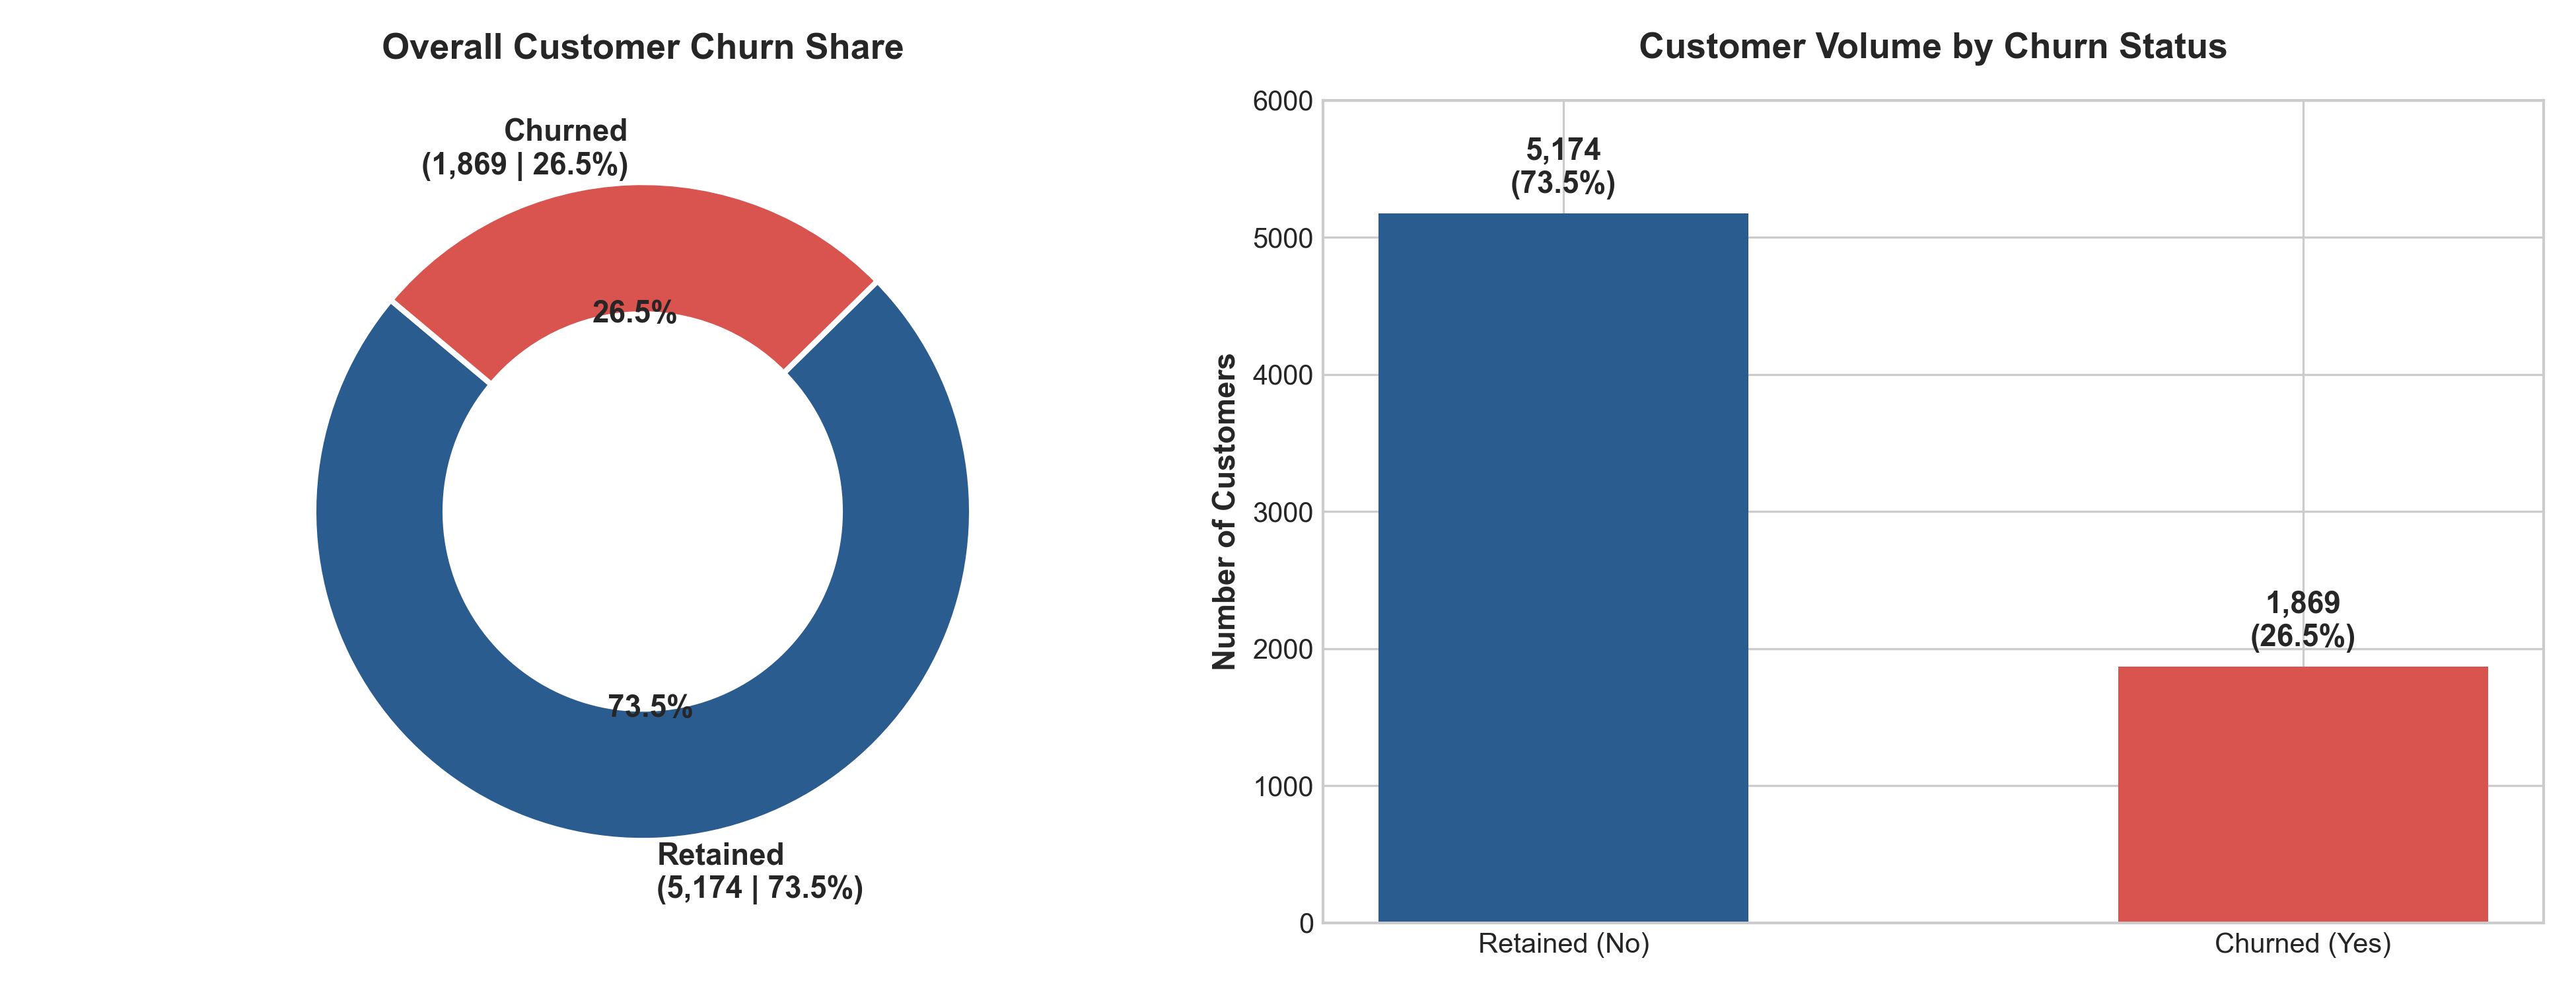 Overall Customer Churn Share
Churned
(1,869 | 26.5%)
26.5%
73.5%
Retained
(5,174 | 73.5%)
Customer Volume by Churn Status
Number of Customers
6000
5000
4000
3000
2000
1000
0
5,174
(73.5%)
1,869
(26.5%)
Retained (No)
Churned (Yes)